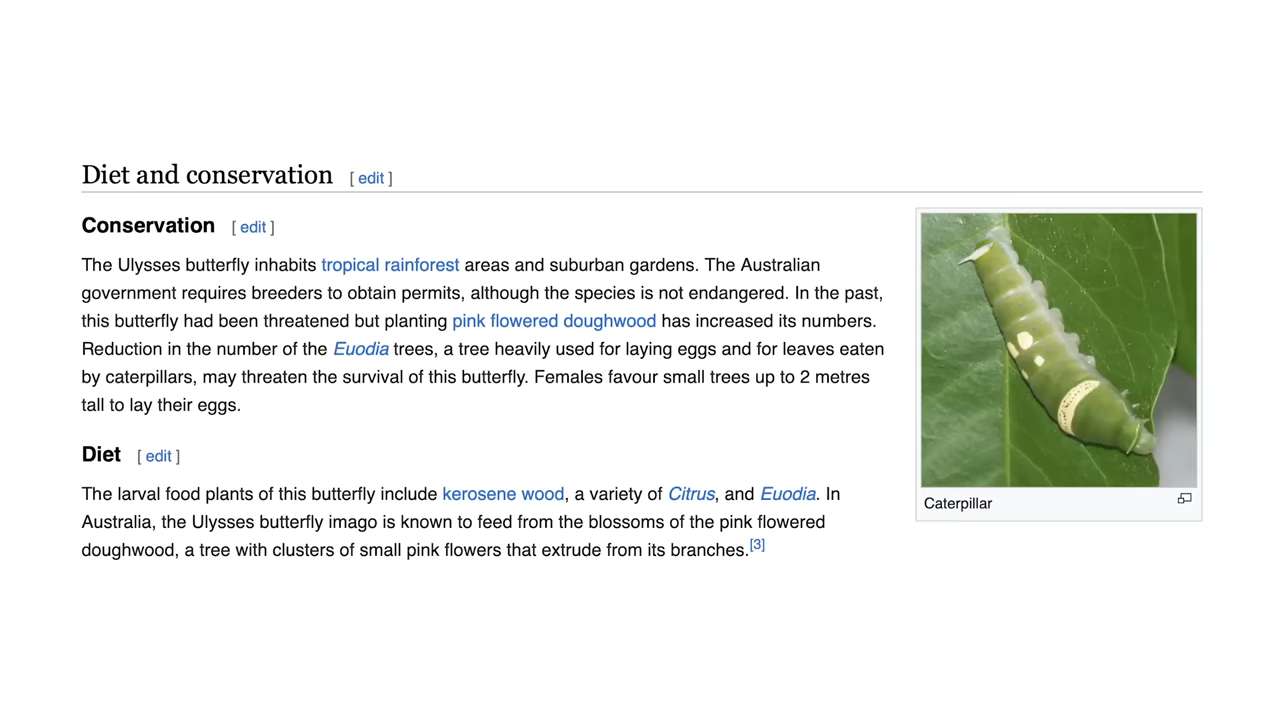 Diet and conservation [ edit ]
Conservation [ edit ]
The Ulysses butterfly inhabits tropical rainforest areas and suburban gardens. The Australian
government requires breeders to obtain permits, although the species is not endangered. In the past,
this butterfly had been threatened but planting pink flowered doughwood has increased its numbers.
Reduction in the number of the Euodia trees, a tree heavily used for laying eggs and for leaves eaten
by caterpillars, may threaten the survival of this butterfly. Females favour small trees up to 2 metres
tall to lay their eggs.
Diet [ edit ]
The larval food plants of this butterfly include kerosene wood, a variety of Citrus, and Euodia. In
Australia, the Ulysses butterfly imago is known to feed from the blossoms of the pink flowered
doughwood, a tree with clusters of small pink flowers that extrude from its branches.[3]
Caterpillar